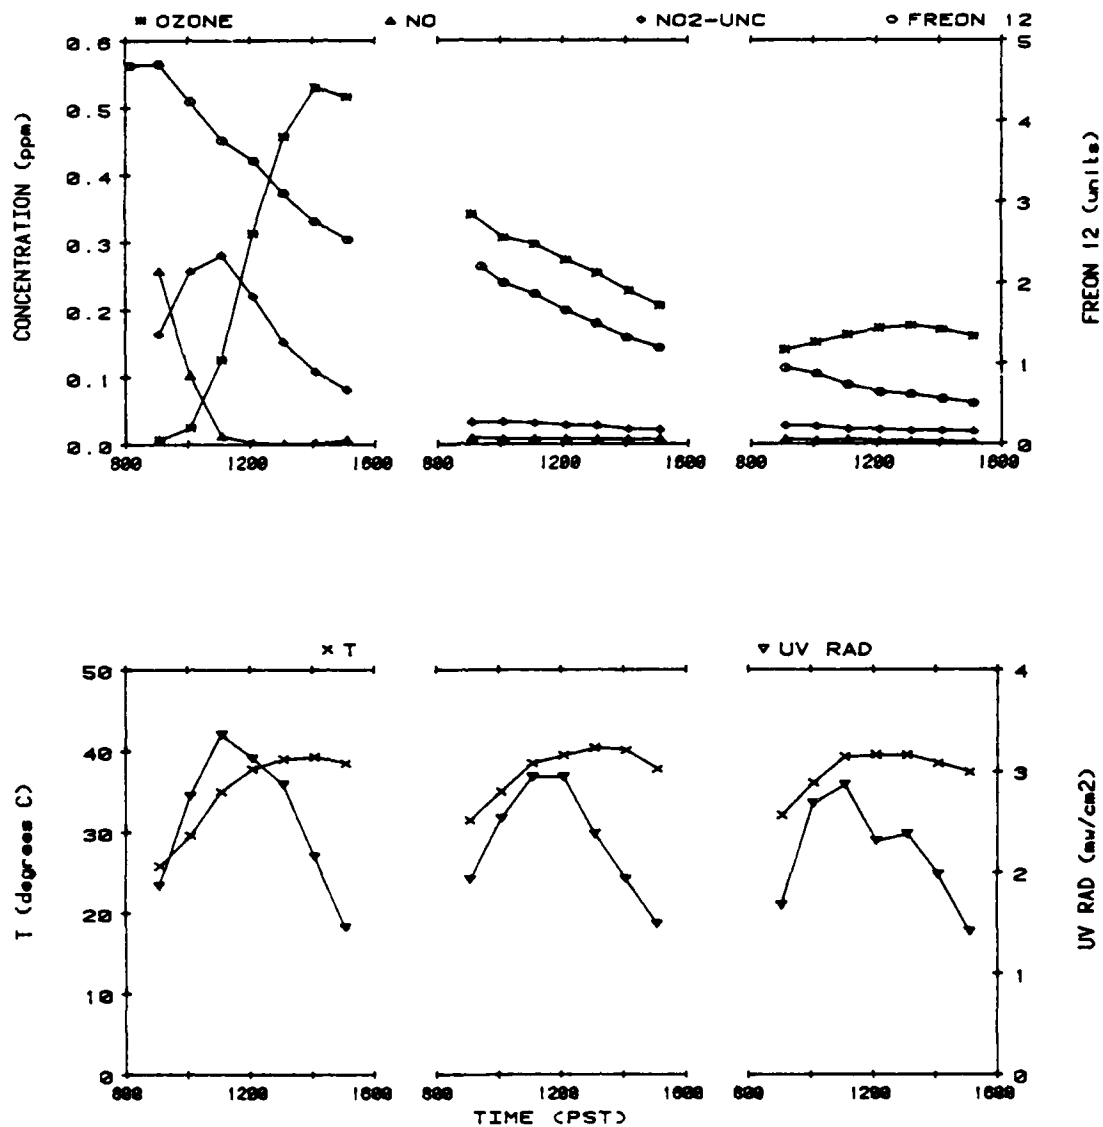 OZONE NO NO2-UNC FREON 12
0.6 5
0.5 4
0.4
0.3 3
0.2 2
0.1 1
0.0 0
800 1200 1600 800 1200 1600 800 1200 1600
CONCENTRATION (ppm)
FREON 12 (units)
T UV RAD
50 4
40
30 3
20 2
10 1
0 0
800 1200 1600 800 1200 1600 800 1200 1600
TIME (PST)
T (degrees C)
UV RAD (mw/cm2)